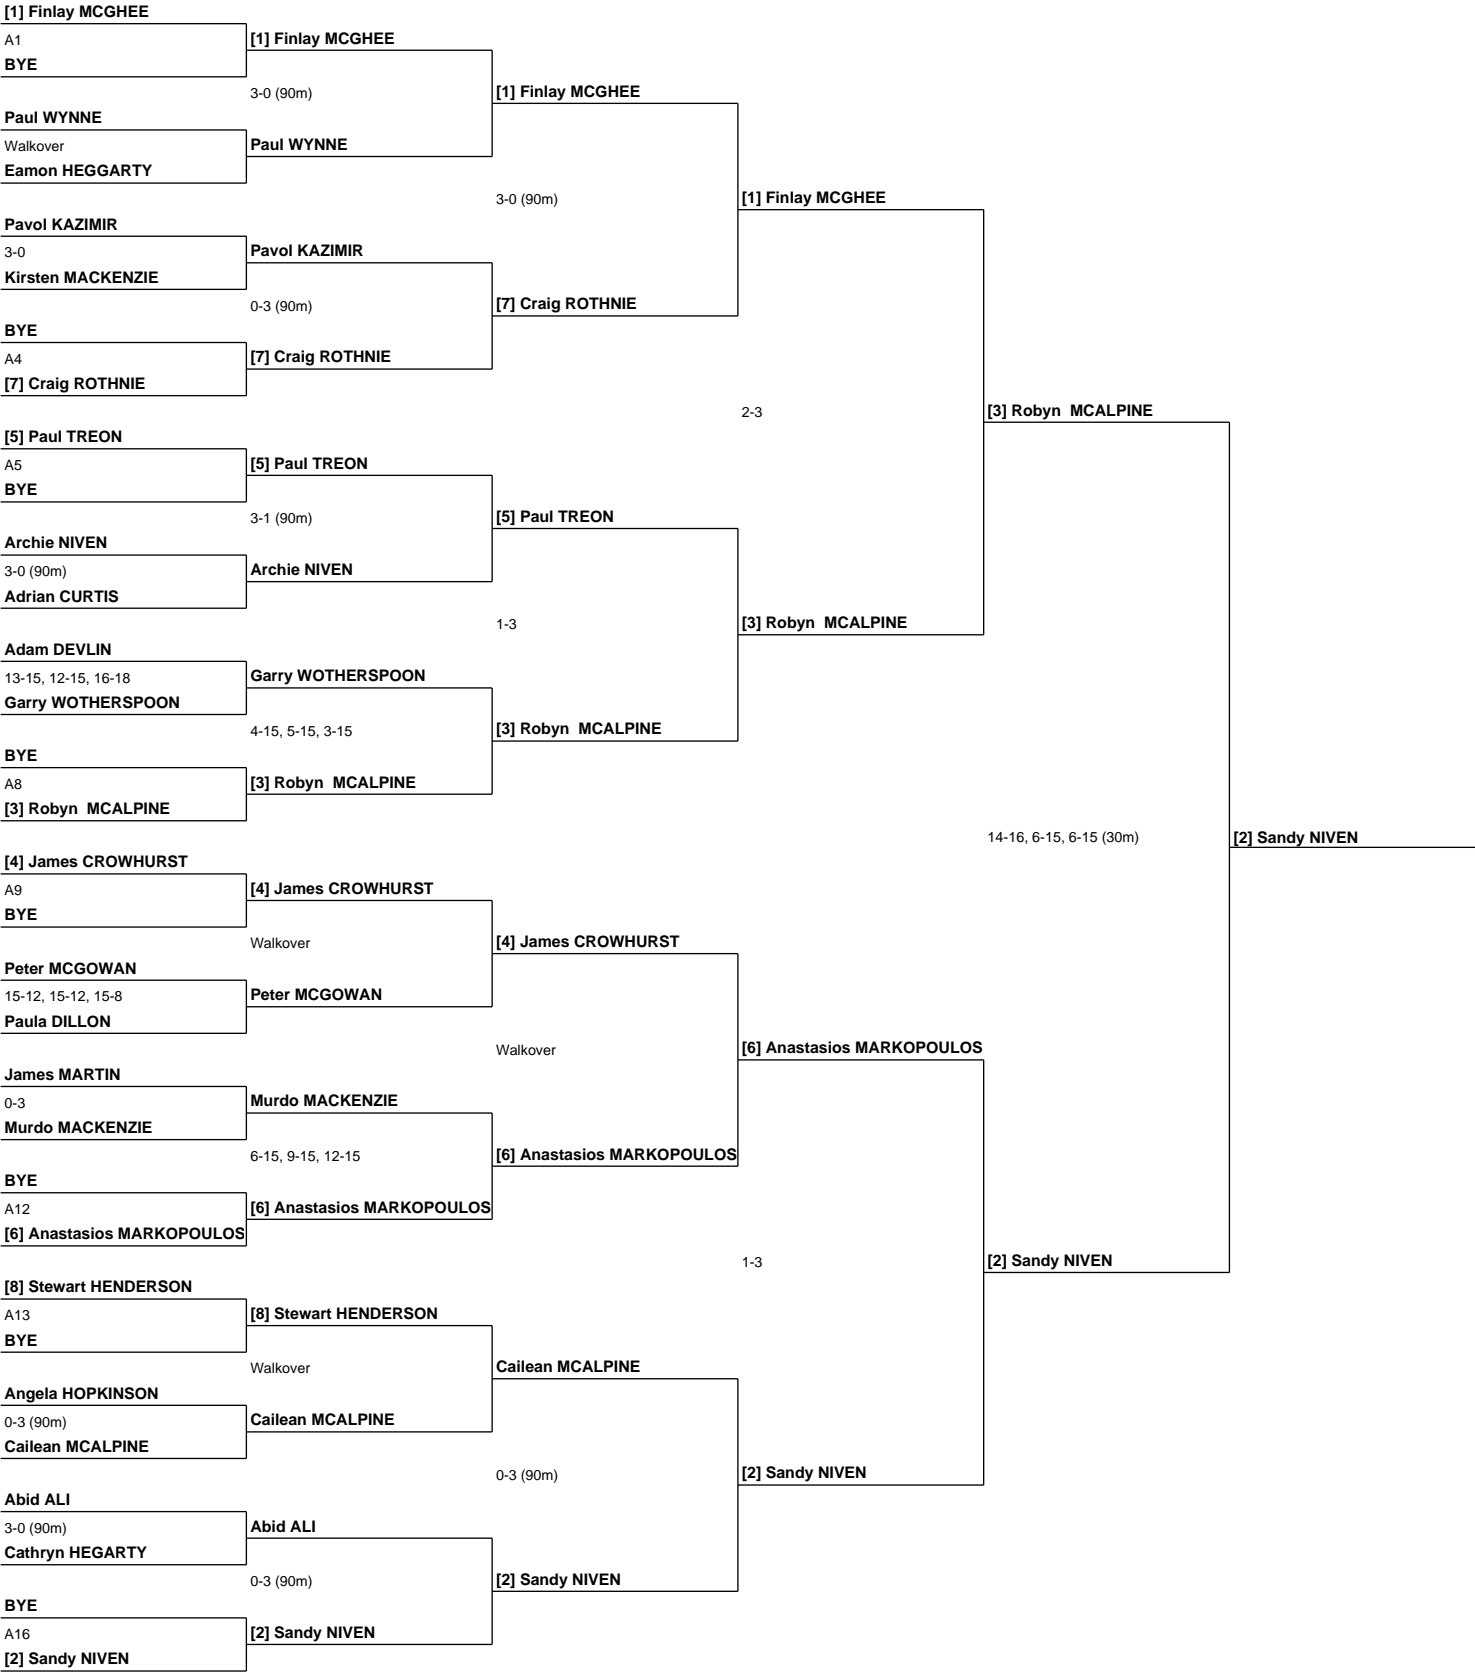 [1] Finlay MCGHEE
A1
BYE
Paul WYNNE
Walkover
Eamon HEGGARTY
Pavol KAZIMIR
3-0
Kirsten MACKENZIE
BYE
A4
[7] Craig ROTHNIE
[5] Paul TREON
A5
BYE
Archie NIVEN
3-0 (90m)
Adrian CURTIS
Adam DEVLIN
13-15, 12-15, 16-18
Garry WOTHERSPOON
BYE
A8
[3] Robyn  MCALPINE
[4] James CROWHURST
A9
BYE
Peter MCGOWAN
15-12, 15-12, 15-8
Paula DILLON
James MARTIN
0-3
Murdo MACKENZIE
BYE
A12
[6] Anastasios MARKOPOULOS
[8] Stewart HENDERSON
A13
BYE
Angela HOPKINSON
0-3 (90m)
Cailean MCALPINE
Abid ALI
3-0 (90m)
Cathryn HEGARTY
BYE
A16
[2] Sandy NIVEN
[1] Finlay MCGHEE
3-0 (90m)
Paul WYNNE
Pavol KAZIMIR
0-3 (90m)
[7] Craig ROTHNIE
[5] Paul TREON
3-1 (90m)
Archie NIVEN
Garry WOTHERSPOON
4-15, 5-15, 3-15
[3] Robyn  MCALPINE
[4] James CROWHURST
Walkover
Peter MCGOWAN
Murdo MACKENZIE
6-15, 9-15, 12-15
[6] Anastasios MARKOPOULOS
[8] Stewart HENDERSON
Walkover
Cailean MCALPINE
Abid ALI
0-3 (90m)
[2] Sandy NIVEN
[1] Finlay MCGHEE
3-0 (90m)
[7] Craig ROTHNIE
[5] Paul TREON
1-3
[3] Robyn  MCALPINE
[4] James CROWHURST
Walkover
[6] Anastasios MARKOPOULOS
Cailean MCALPINE
0-3 (90m)
[2] Sandy NIVEN
[1] Finlay MCGHEE
2-3
[3] Robyn  MCALPINE
[6] Anastasios MARKOPOULOS
1-3
[2] Sandy NIVEN
[3] Robyn  MCALPINE
14-16, 6-15, 6-15 (30m)
[2] Sandy NIVEN
[2] Sandy NIVEN